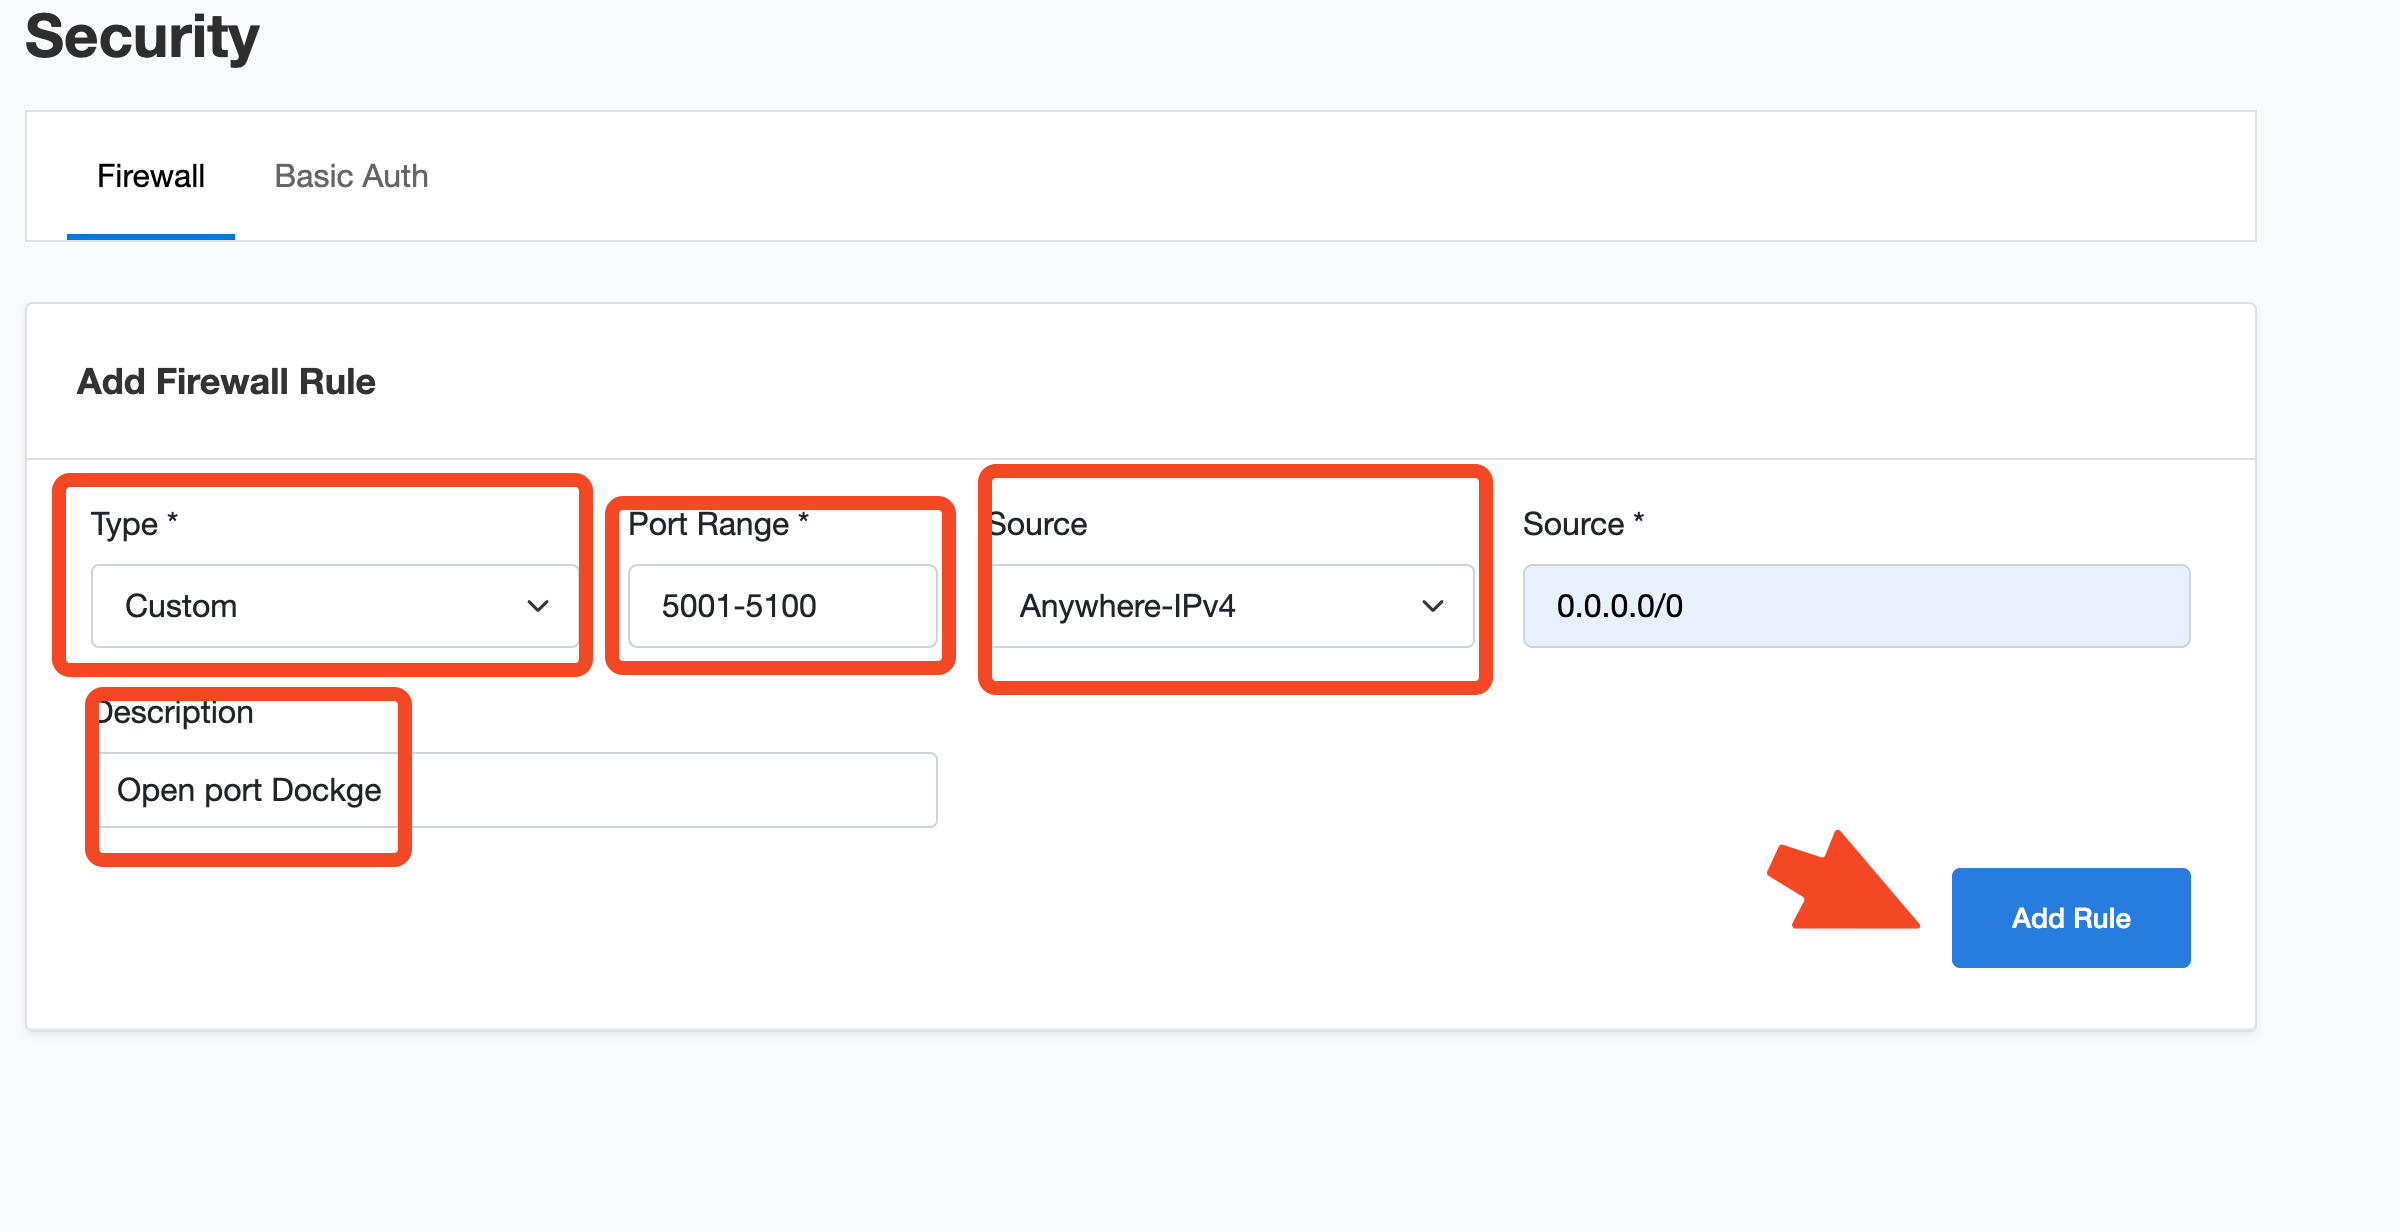 Security
Firewall
Basic Auth
Add Firewall Rule
Type *
Port Range *
Source
Source *
Custom
5001-5100
Anywhere-IPv4
0.0.0.0/0
Description
Open port Dockge
Add Rule